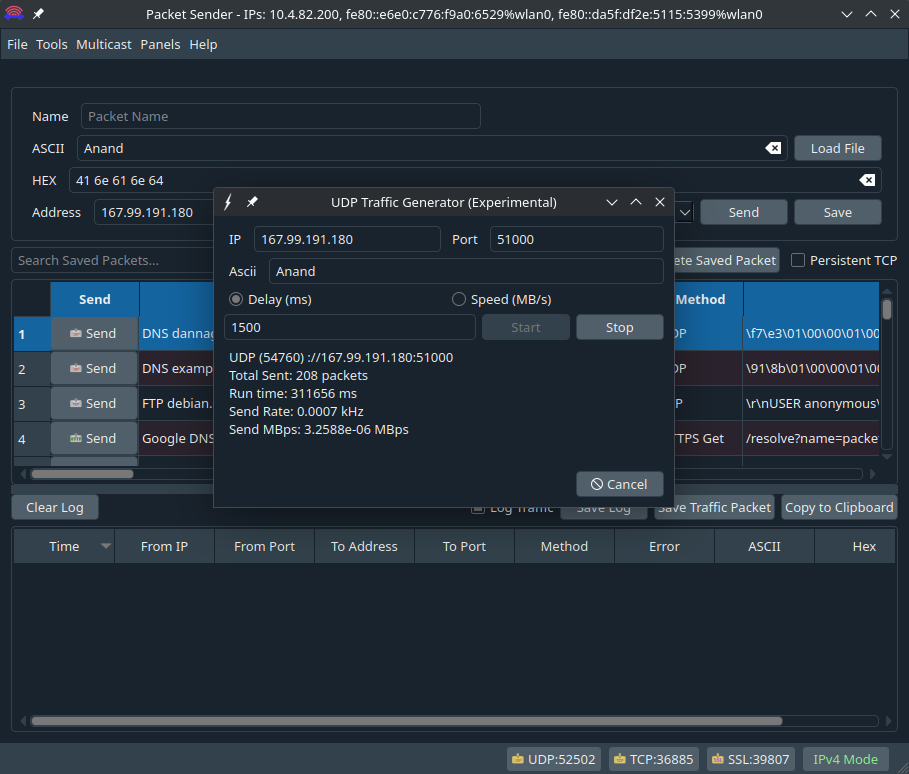 Packet Sender - IPs: 10.4.82.200, fe80::e6e0:c776:f9a0:6529%wlan0, fe80::da5f:df2e:5115:5399%wlan0
File Tools Multicast Panels Help
Name Packet Name
ASCII Anand Load File
HEX 41 6e 61 6e 64
Address 167.99.191.180 Send Save
UDP Traffic Generator (Experimental)
IP 167.99.191.180 Port 51000
Ascii Anand
Delay (ms) Speed (MB/s)
1500 Start Stop
UDP (54760) ://167.99.191.180:51000
Total Sent: 208 packets
Run time: 311656 ms
Send Rate: 0.0007 kHz
Send MBps: 3.2588e-06 MBps
Cancel
Search Saved Packets... Saved Packet Persistent TCP
Send Method
1 Send DNS \f7\e3\01\00\00\01\00
2 Send DNS \91\8b\01\00\00\01\0
3 Send FTP debian. \r\nUSER anonymous\
4 Send Google DNS Get /resolve?name=packe
Clear Log Log Traffic Save Log Save Traffic Packet Copy to Clipboard
Time From IP From Port To Address To Port Method Error ASCII Hex
UDP:52502 TCP:36885 SSL:39807 IPv4 Mode